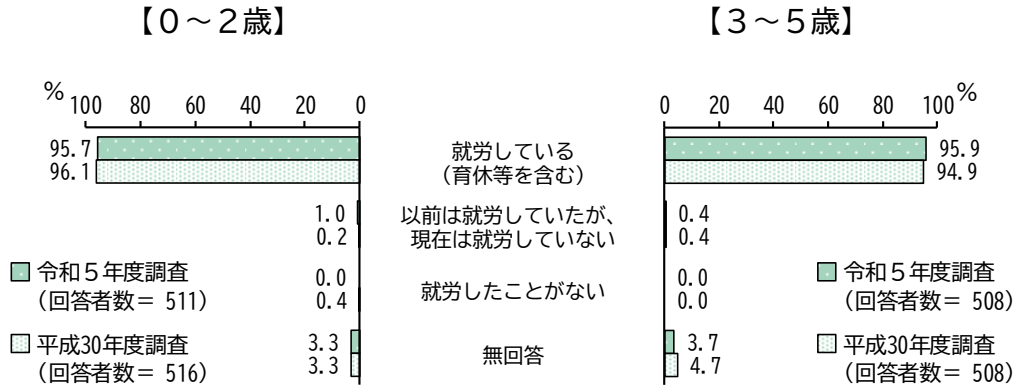 【０～２歳】
【３～５歳】
% 100 80 60 40 20 0
0 20 40 60 80 100 %
95.7
96.1
就労している
（育休等を含む）
95.9
94.9
1.0
0.2
以前は就労していたが、
現在は就労していない
0.4
0.4
0.0
0.4
就労したことがない
0.0
0.0
3.3
3.3
無回答
3.7
4.7
令和５年度調査
（回答者数＝ 511）
平成30年度調査
（回答者数＝ 516）
令和５年度調査
（回答者数＝ 508）
平成30年度調査
（回答者数＝ 508）